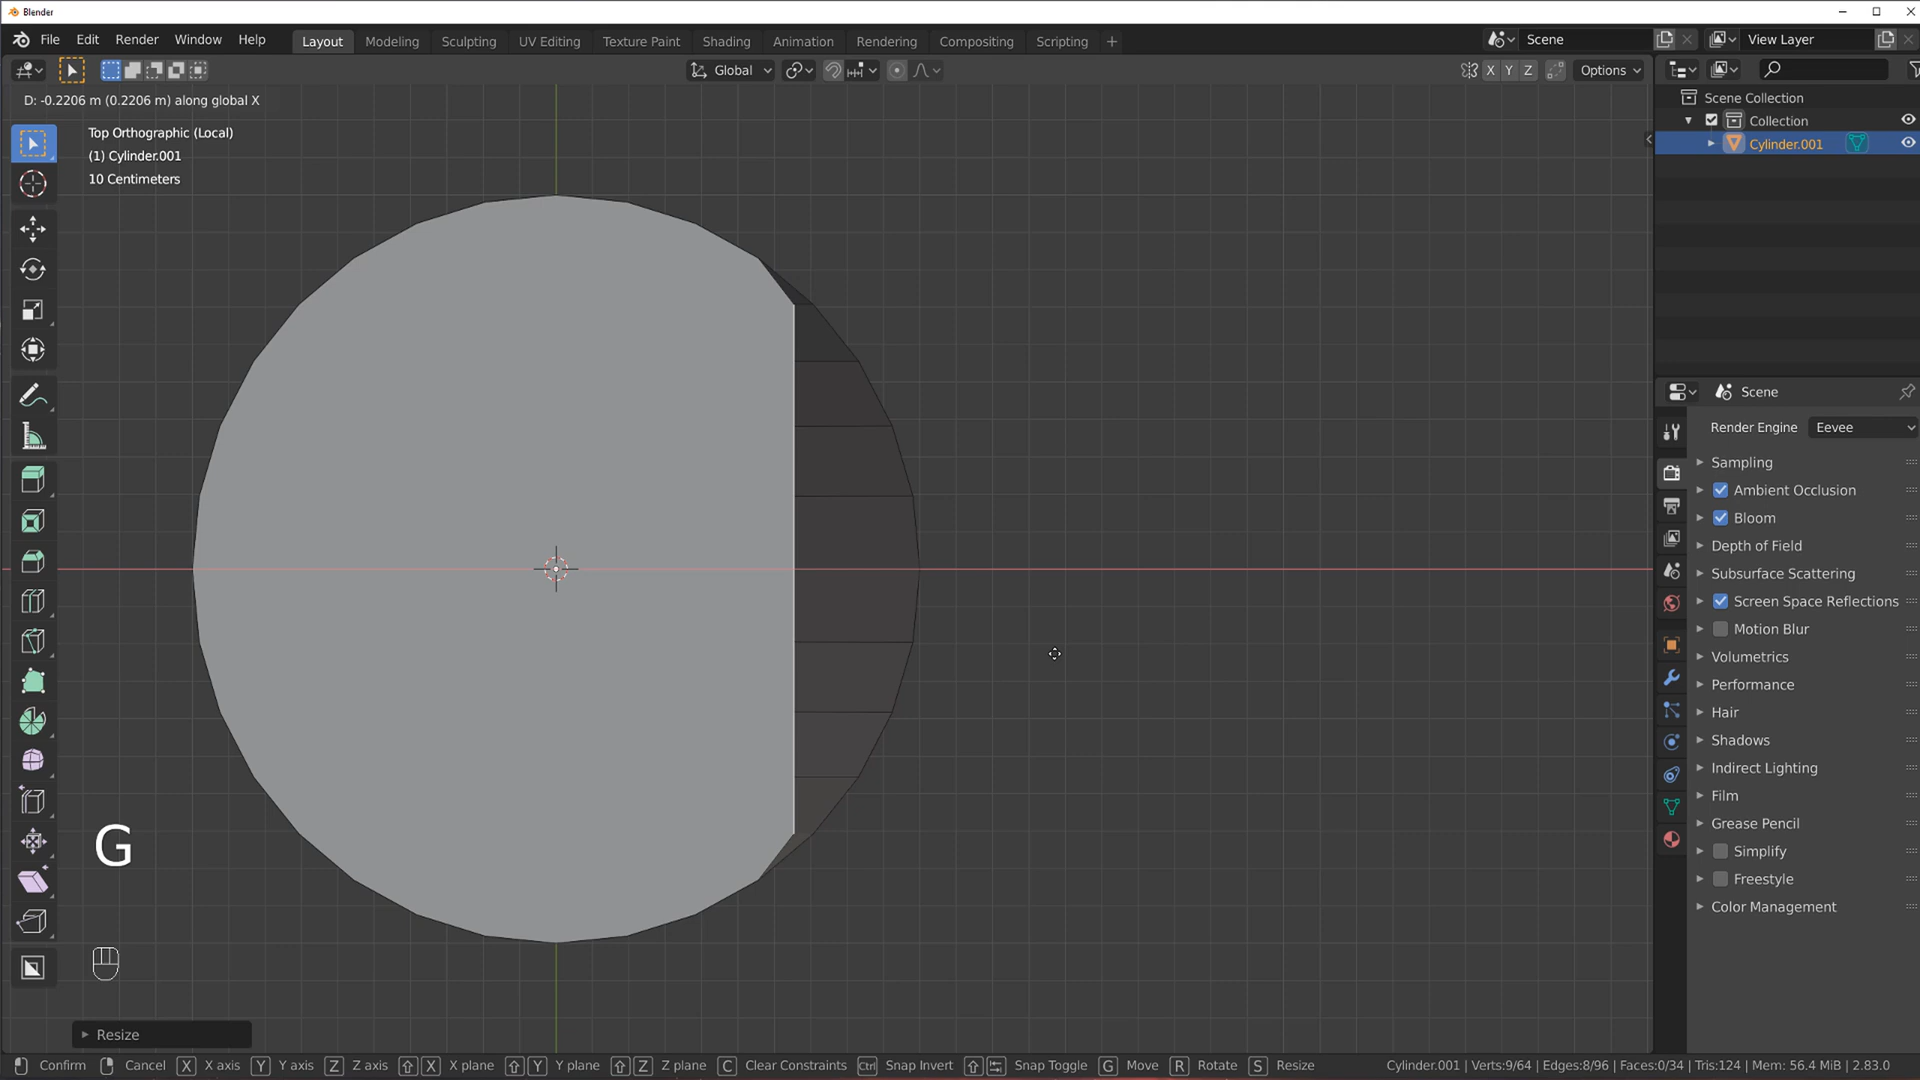 Blender
File Edit Render Window Help
Layout Modeling Sculpting UV Editing Texture Paint Shading Animation Rendering Compositing Scripting +
Scene
View Layer
Global
X Y Z
Options
D: -0.2206 m (0.2206 m) along global X
Top Orthographic (Local)
(1) Cylinder.001
10 Centimeters
Scene Collection
Collection
Cylinder.001
Scene
Render Engine Eevee
Sampling
Ambient Occlusion
Bloom
Depth of Field
Subsurface Scattering
Screen Space Reflections
Motion Blur
Volumetrics
Performance
Hair
Shadows
Indirect Lighting
Film
Grease Pencil
Simplify
Freestyle
Color Management
G
Resize
Confirm Cancel X X axis Y Y axis Z Z axis X X plane Y Y plane Z Z plane C Clear Constraints Ctrl Snap Invert Snap Toggle G Move R Rotate S Resize
Cylinder.001 | Verts:9/64 | Edges:8/96 | Faces:0/34 | Tris:124 | Mem: 56.4 MiB | 2.83.0